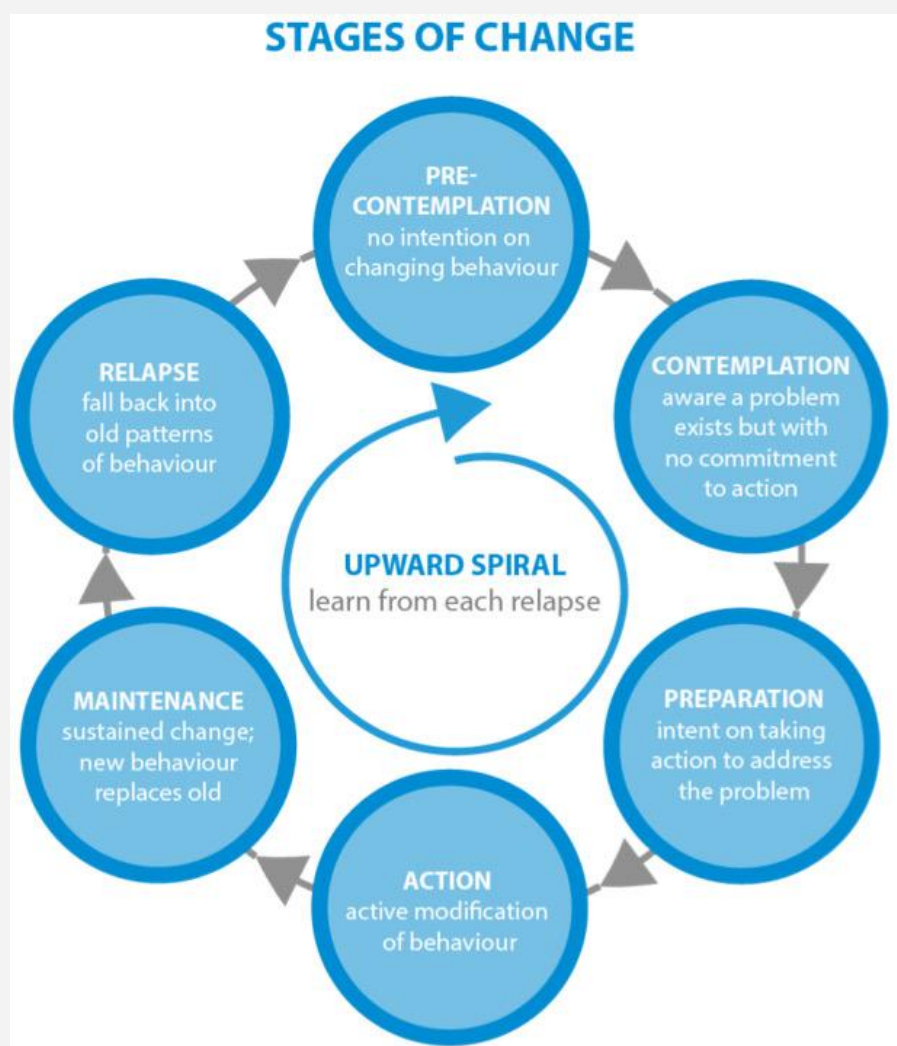 STAGES OF CHANGE
PRE-
CONTEMPLATION
no intention on
changing behaviour
CONTEMPLATION
aware a problem
exists but with
no commitment
to action
PREPARATION
intent on taking
action to address
the problem
ACTION
active modification
of behaviour
MAINTENANCE
sustained change;
new behaviour
replaces old
RELAPSE
fall back into
old patterns
of behaviour
UPWARD SPIRAL
learn from each relapse